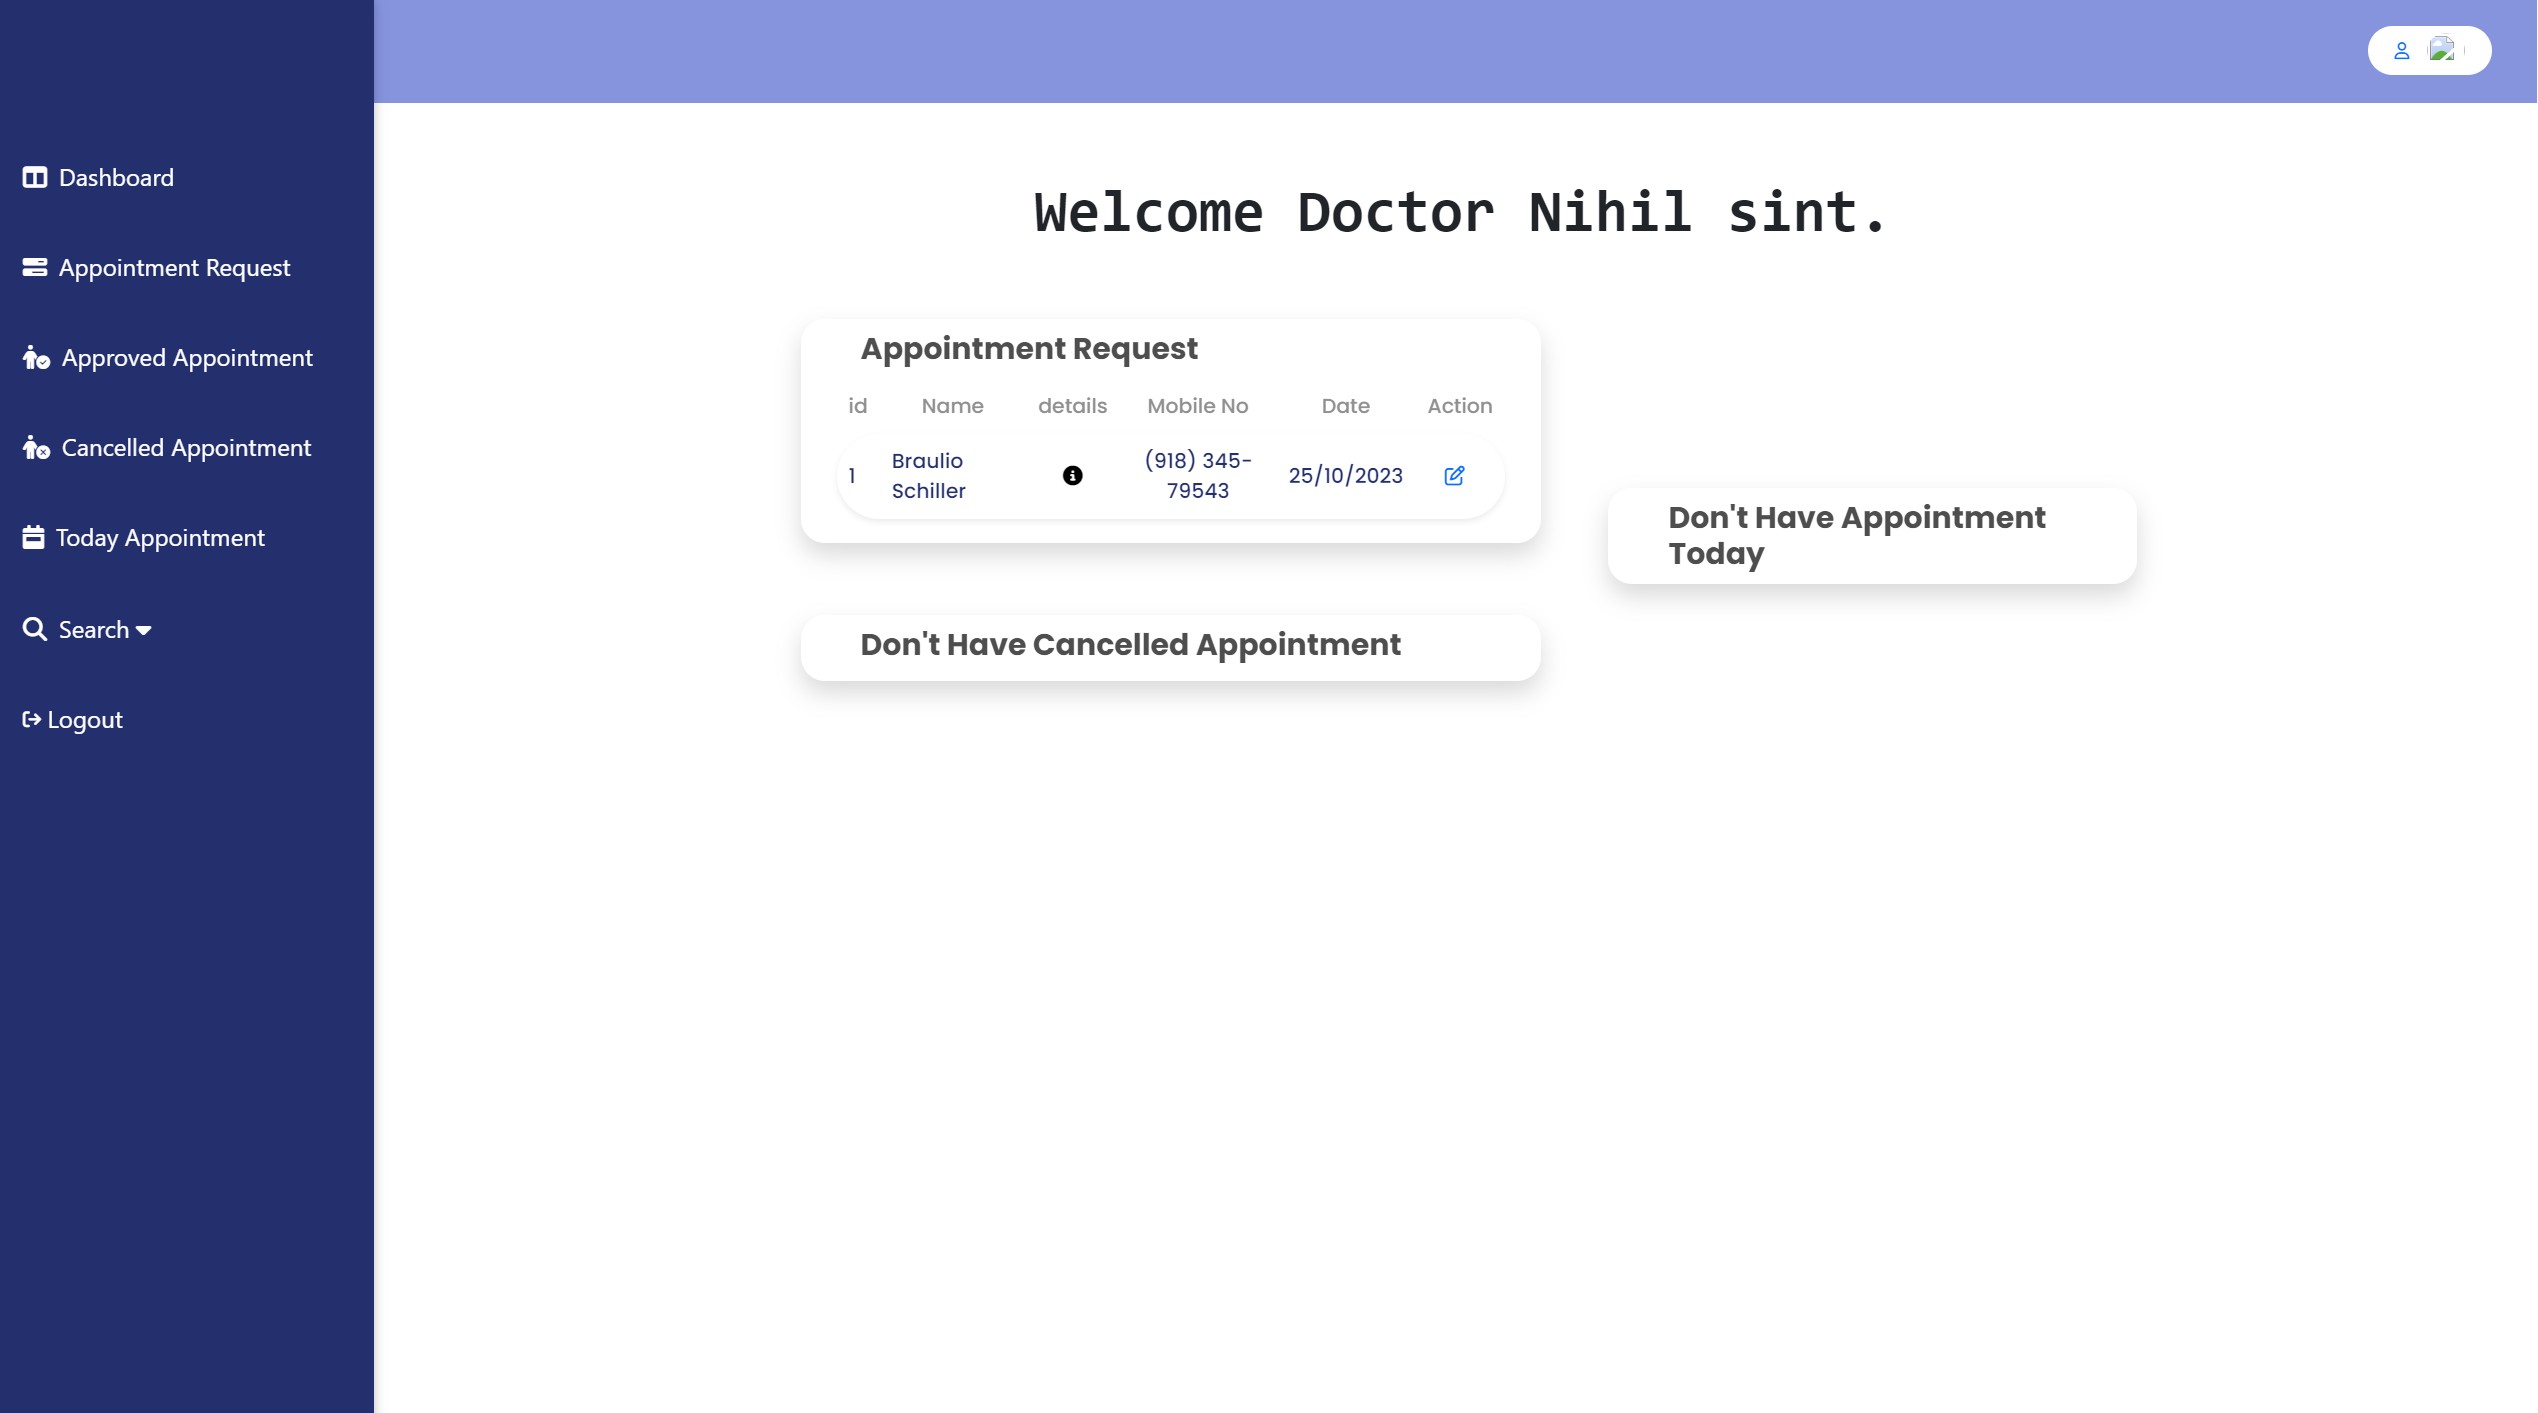 Dashboard
Appointment Request
Approved Appointment
Cancelled Appointment
Today Appointment
Search
Logout
Welcome Doctor Nihil sint.
Appointment Request
id Name details Mobile No Date Action
1 Braulio Schiller (918) 345-79543 25/10/2023
Don't Have Appointment
Today
Don't Have Cancelled Appointment